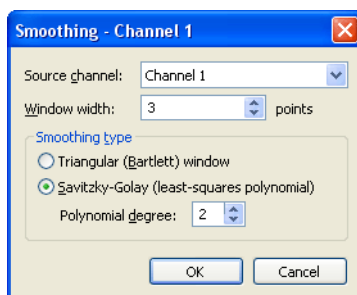 Smoothing - Channel 1
Source channel: Channel 1
Window width: 3 points
Smoothing type
Triangular (Bartlett) window
Savitzky-Golay (least-squares polynomial)
Polynomial degree: 2
OK Cancel